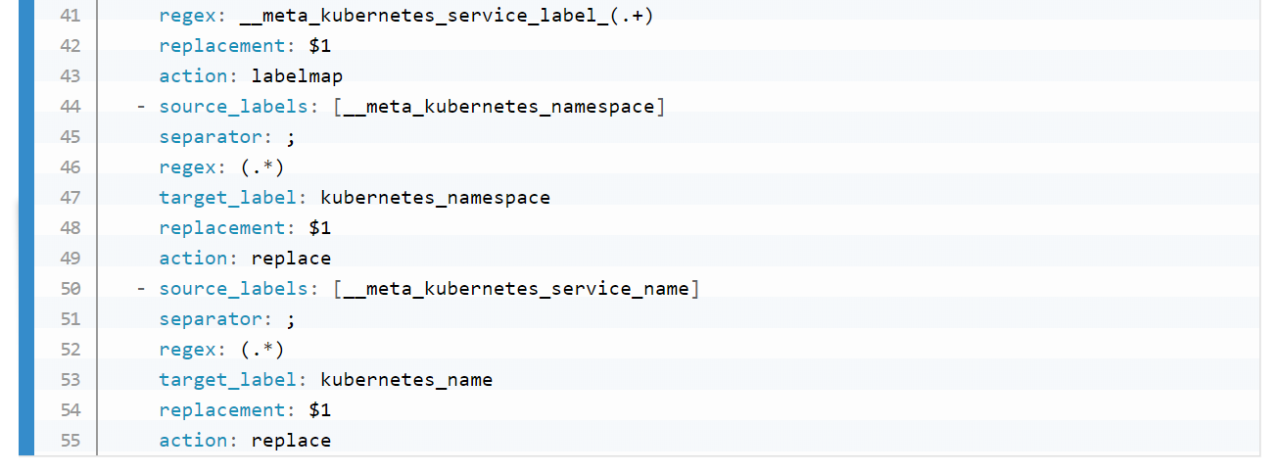 41 regex: __meta_kubernetes_service_label_(.+)
42 replacement: $1
43 action: labelmap
44 - source_labels: [__meta_kubernetes_namespace]
45 separator: ;
46 regex: (.*)
47 target_label: kubernetes_namespace
48 replacement: $1
49 action: replace
50 - source_labels: [__meta_kubernetes_service_name]
51 separator: ;
52 regex: (.*)
53 target_label: kubernetes_name
54 replacement: $1
55 action: replace